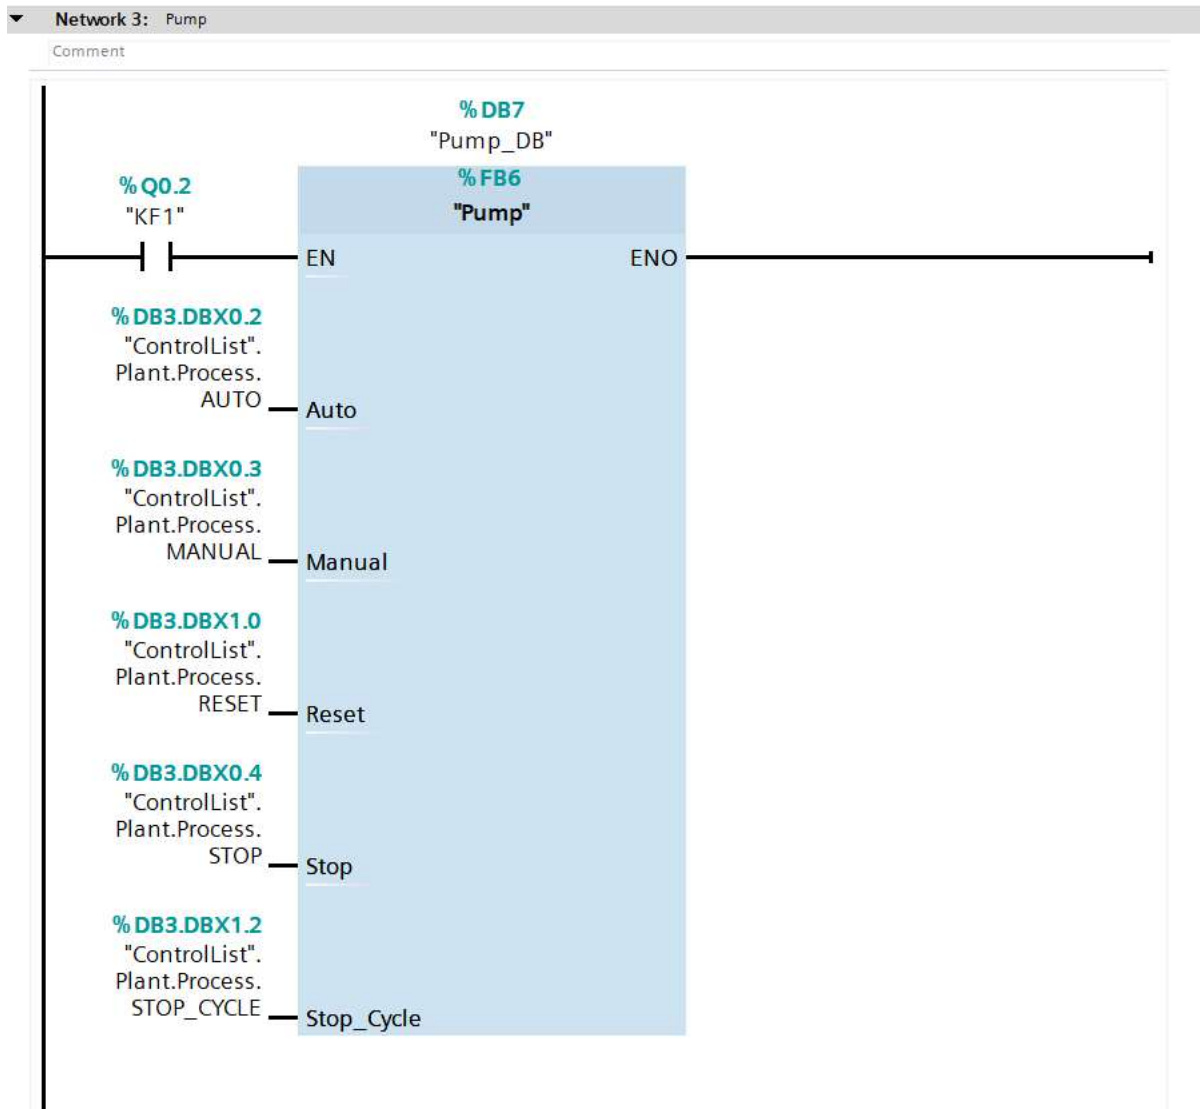 Network 3: Pump
Comment
%DB7
"Pump_DB"
%FB6
"Pump"
%Q0.2
"KF1"
EN
ENO
%DB3.DBX0.2
"ControlList".
Plant.Process.
AUTO
Auto
%DB3.DBX0.3
"ControlList".
Plant.Process.
MANUAL
Manual
%DB3.DBX1.0
"ControlList".
Plant.Process.
RESET
Reset
%DB3.DBX0.4
"ControlList".
Plant.Process.
STOP
Stop
%DB3.DBX1.2
"ControlList".
Plant.Process.
STOP_CYCLE
Stop_Cycle